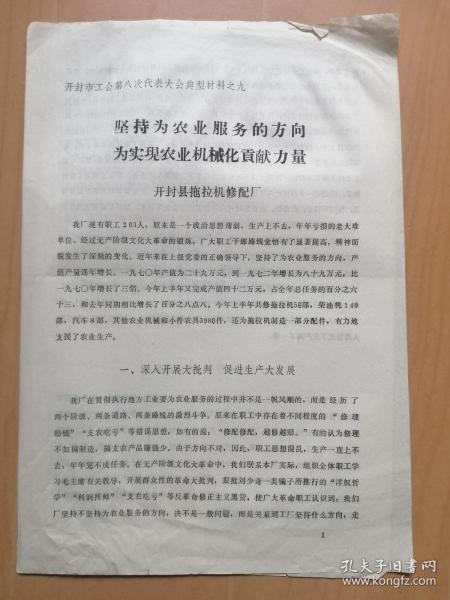 开封市工会第八次代表大会典型材料之九
坚持为农业服务的方向
为实现农业机械化贡献力量
开封县拖拉机修配厂
我厂现有职工203人，原来是一个政治思想薄弱，生产上不去，年年亏损的老大难
单位。经过无产阶级文化大革命的锻炼，广大职工干部路线觉悟有了显著提高，精神面
貌发生了深刻的变化。近年来在上级党委的正确领导下，坚持了为农业服务的方向，产
值产量逐年增长，一九七〇年产值为二十九万元，到一九七二年增长为八十九万元，比
一九七〇年增长了三倍。今年上半年又完成产值四十二万元，占全年总任务的百分之六
十三，和去年同期相比增长了百分之八点八。今年上半年共修拖拉机56部，柴油机149
部，汽车8部，其他农业机械和小件农具3980件，还为拖拉机制造一部分配件，有力地
支援了农业生产。
一、深入开展大批判 促进生产大发展
我厂在贯彻执行地方工业要为农业服务的过程中并不是一帆风顺的，而是经历了
两个阶级、两条道路、两条路线的激烈斗争。原来在职工中存在着不同程度的“修理
“支农吃亏”等错误思想，如有的说：“修配修配，越修越赔。”有的认为修理
不如搞制造，搞支农产品赚钱少。由于方向不对，因此，职工思想混乱，生产一直上不
去，年年完不成任务。在无产阶级文化大革命中，我们联系本厂实际，组织全体职工学
习毛主席有关教导，开展群众性的革命大批判，狠批刘少奇一类骗子所推行的“洋奴哲
学”“利润挂帅”“支农吃亏”等反革命修正主义黑货，使广大革命职工认识到：我们
厂坚持不坚持为农业服务的方向，决不是一般问题，而是关系到工厂坚持什么方向，走
1
孔夫子旧书网
www.kongfz.com